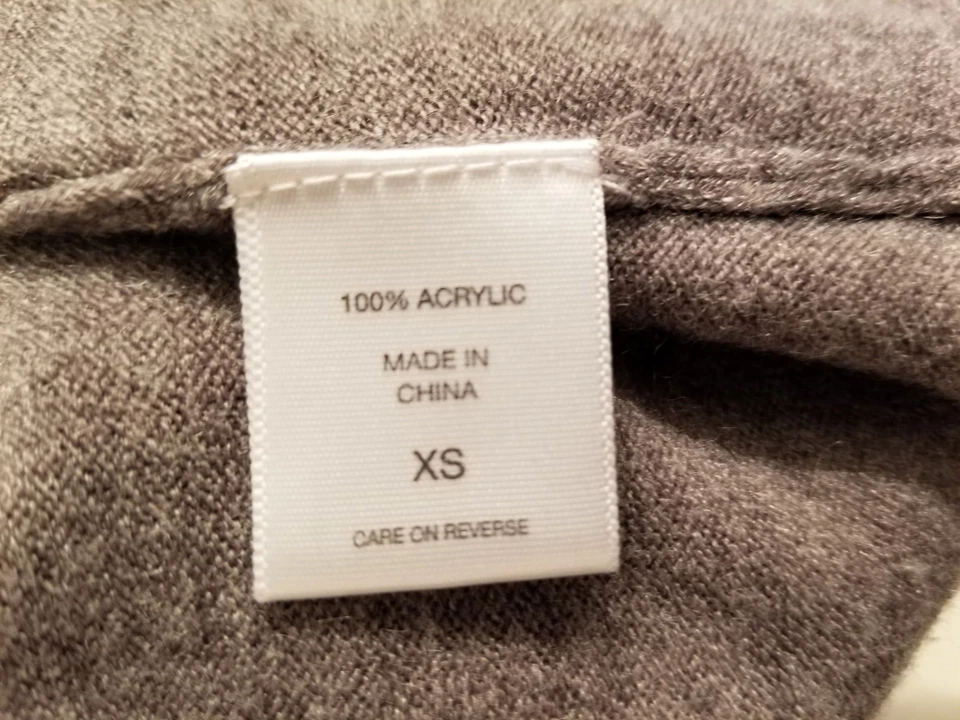 100% ACRYLIC
MADE IN
CHINA
XS
CARE ON REVERSE